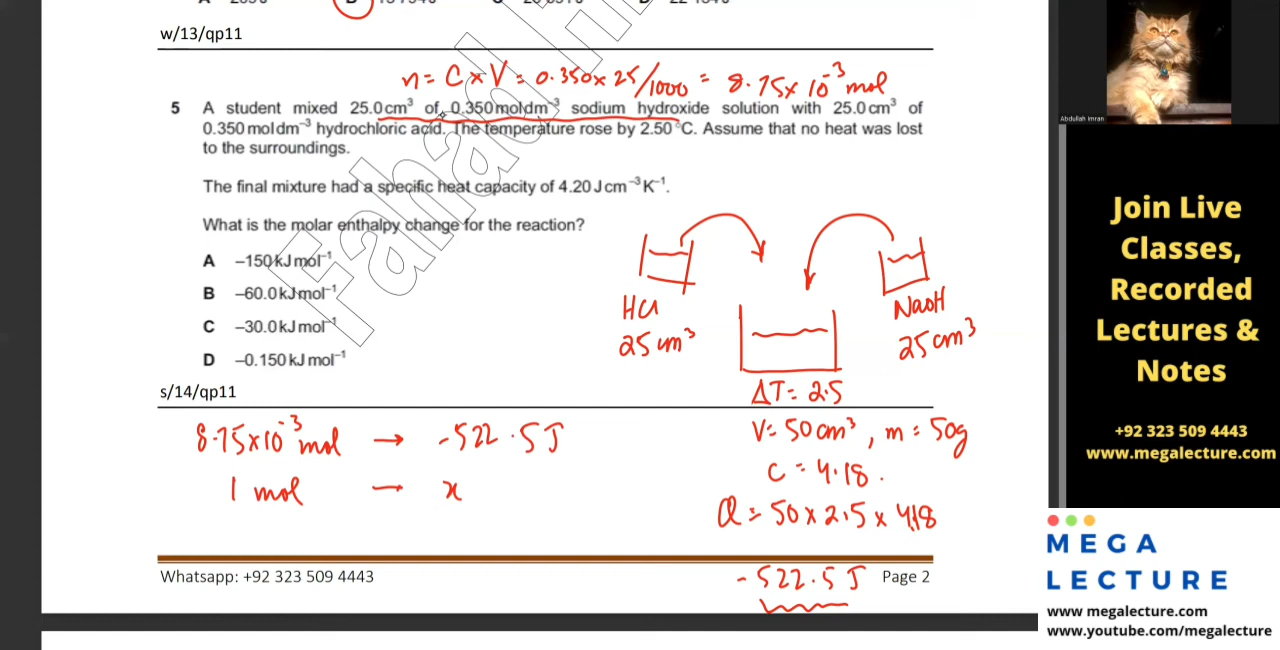 w/13/qp11
n = C × V = 0.350 × 25/1000 = 8.75 × 10⁻³ mol
5 A student mixed 25.0 cm³ of 0.350 mol dm⁻³ sodium hydroxide solution with 25.0 cm³ of
0.350 mol dm⁻³ hydrochloric acid. The temperature rose by 2.50 °C. Assume that no heat was lost
to the surroundings.
The final mixture had a specific heat capacity of 4.20 J cm⁻³ K⁻¹.
What is the molar enthalpy change for the reaction?
A −150 kJ mol⁻¹
B −60.0 kJ mol⁻¹
C −30.0 kJ mol⁻¹
D −0.150 kJ mol⁻¹
HCl
25 cm³
NaOH
25 cm³
ΔT = 2.5
V = 50 cm³, m = 50g
C = 4.18.
Q = 50 × 2.5 × 4.18
- 522.5 J
s/14/qp11
8.75×10⁻³ mol → -522.5 J
1 mol → x
Whatsapp: +92 323 509 4443
Page 2
Fahad
Abdullah Imran
Join Live
Classes,
Recorded
Lectures &
Notes
+92 323 509 4443
www.megalecture.com
MEGA
LECTURE
www megalecture.com
www.youtube.com/megalecture